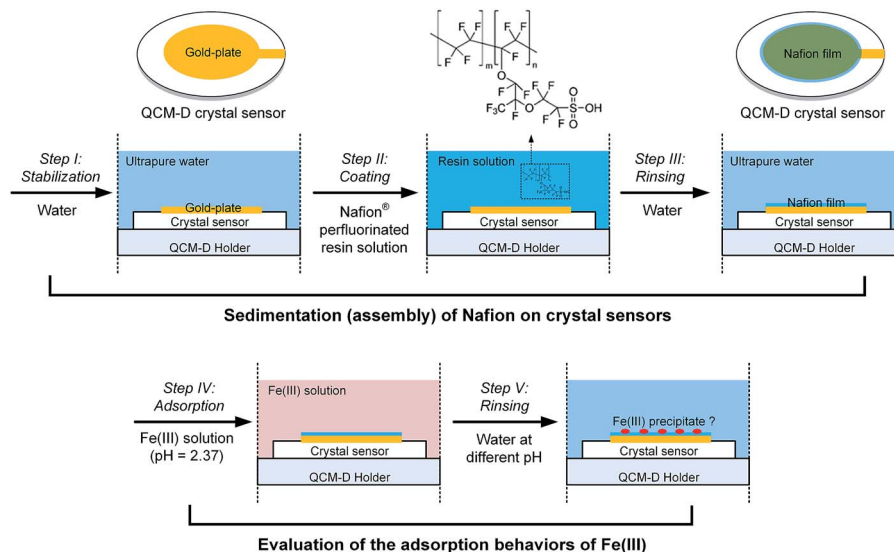 Gold-plate
QCM-D crystal sensor
F F F F
F F F m F n
O F
F F F F
F3C F O S OH
F F F O O
Nafion film
QCM-D crystal sensor
Step I:
Stabilization
Water
Ultrapure water
Gold-plate
Crystal sensor
QCM-D Holder
Step II:
Coating
Nafion®
perfluorinated
resin solution
Resin solution
Crystal sensor
QCM-D Holder
Step III:
Rinsing
Water
Ultrapure water
Nafion film
Crystal sensor
QCM-D Holder
Sedimentation (assembly) of Nafion on crystal sensors
Step IV:
Adsorption
Fe(III) solution
(pH = 2.37)
Fe(III) solution
Crystal sensor
QCM-D Holder
Step V:
Rinsing
Water at
different pH
Fe(III) precipitate ?
Crystal sensor
QCM-D Holder
Evaluation of the adsorption behaviors of Fe(III)